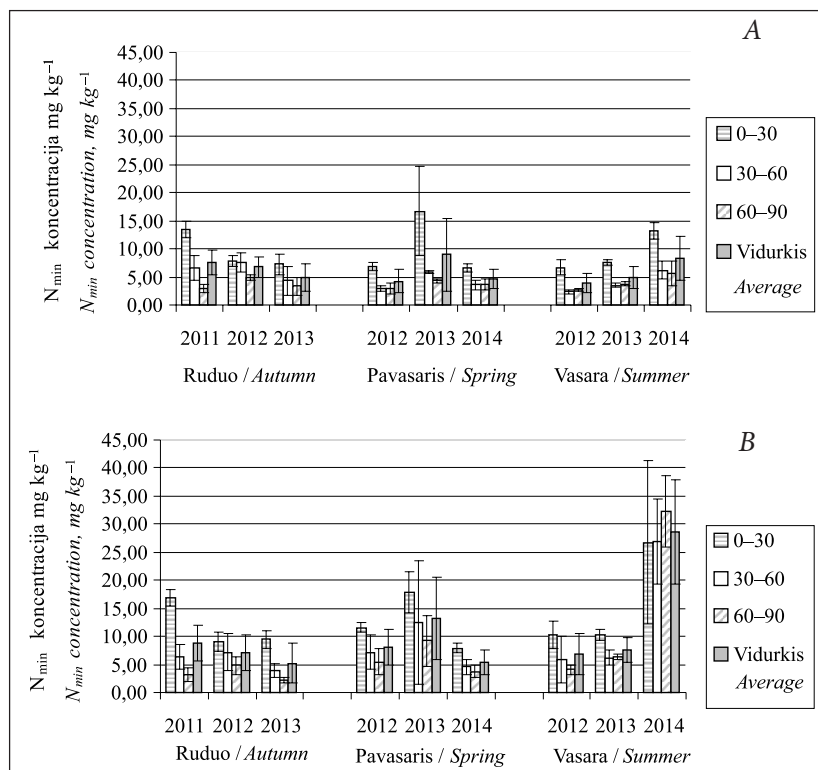 A
N_min koncentracija mg kg⁻¹
N_min concentration, mg kg⁻¹
45,00
40,00
35,00
30,00
25,00
20,00
15,00
10,00
5,00
0,00
2011 2012 2013
2012 2013 2014
2012 2013 2014
Ruduo / Autumn
Pavasaris / Spring
Vasara / Summer
0–30
30–60
60–90
Vidurkis
Average
B
N_min koncentracija mg kg⁻¹
N_min concentration, mg kg⁻¹
45,00
40,00
35,00
30,00
25,00
20,00
15,00
10,00
5,00
0,00
2011 2012 2013
2012 2013 2014
2012 2013 2014
Ruduo / Autumn
Pavasaris / Spring
Vasara / Summer
0–30
30–60
60–90
Vidurkis
Average